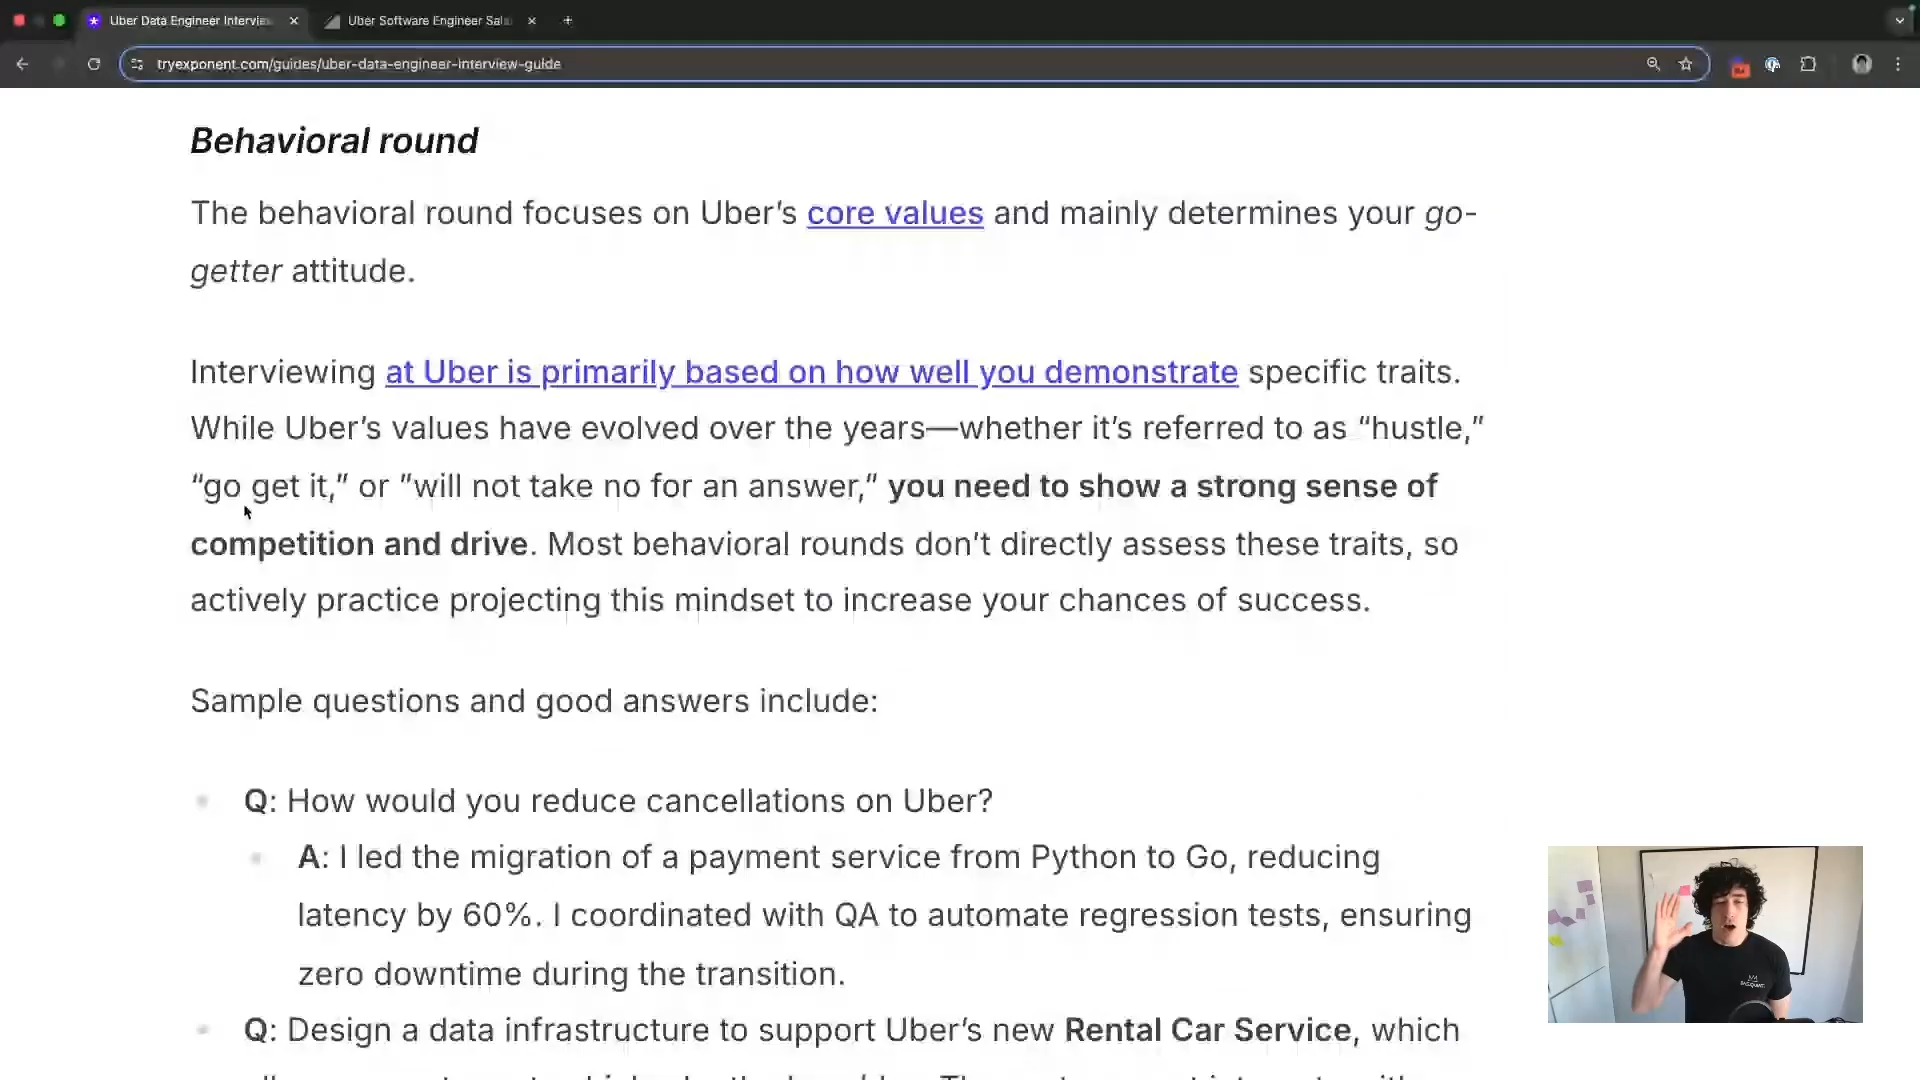 Uber Data Engineer Intervie
Uber Software Engineer Sal
tryexponent.com/guides/uber-data-engineer-interview-guide
Behavioral round
The behavioral round focuses on Uber's core values and mainly determines your go-
getter attitude.
Interviewing at Uber is primarily based on how well you demonstrate specific traits.
While Uber's values have evolved over the years—whether it's referred to as “hustle,”
“go get it,” or ”will not take no for an answer,” you need to show a strong sense of
competition and drive. Most behavioral rounds don't directly assess these traits, so
actively practice projecting this mindset to increase your chances of success.
Sample questions and good answers include:
Q: How would you reduce cancellations on Uber?
A: I led the migration of a payment service from Python to Go, reducing
latency by 60%. I coordinated with QA to automate regression tests, ensuring
zero downtime during the transition.
Q: Design a data infrastructure to support Uber's new Rental Car Service, which